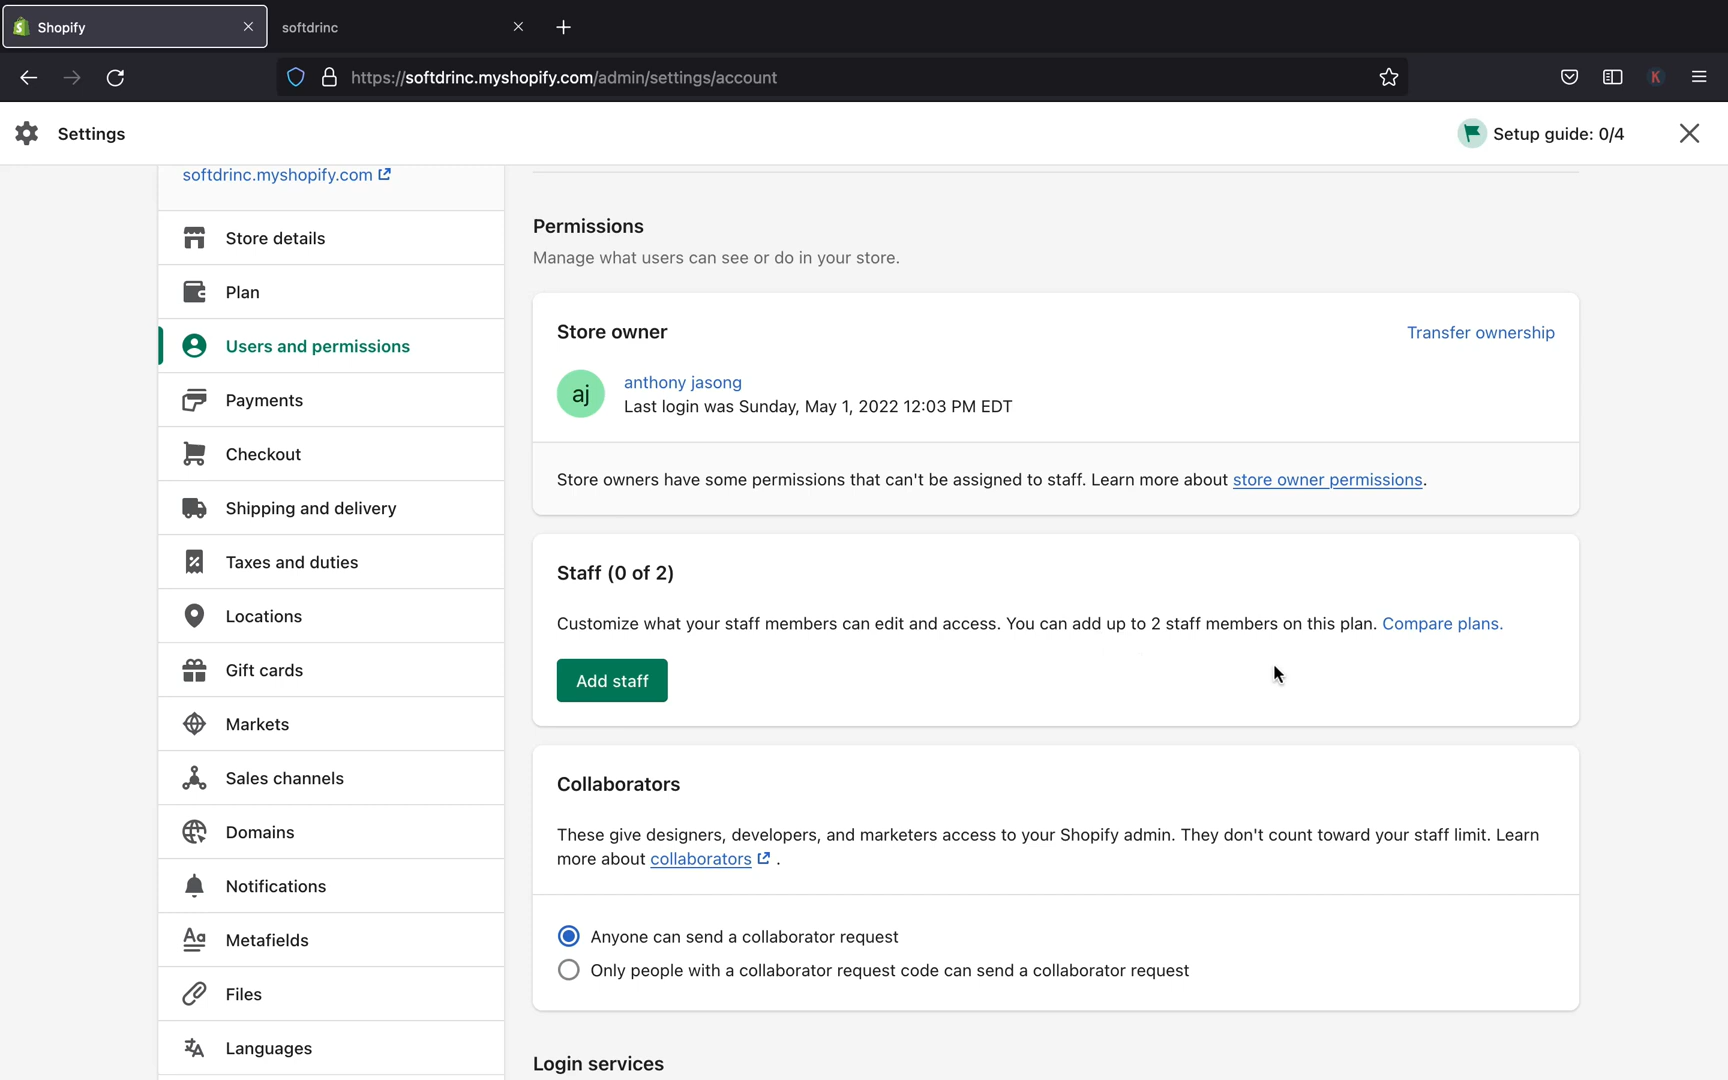 Shopify
softdrinc
https://softdrinc.myshopify.com/admin/settings/account
K
Settings
Setup guide: 0/4
softdrinc.myshopify.com
Store details
Plan
Users and permissions
Payments
Checkout
Shipping and delivery
Taxes and duties
Locations
Gift cards
Markets
Sales channels
Domains
Notifications
Aa
Metafields
Files
Languages
Permissions
Manage what users can see or do in your store.
Store owner
Transfer ownership
aj
anthony jasong
Last login was Sunday, May 1, 2022 12:03 PM EDT
Store owners have some permissions that can't be assigned to staff. Learn more about store owner permissions.
Staff (0 of 2)
Customize what your staff members can edit and access. You can add up to 2 staff members on this plan. Compare plans.
Add staff
Collaborators
These give designers, developers, and marketers access to your Shopify admin. They don't count toward your staff limit. Learn
more about collaborators .
Anyone can send a collaborator request
Only people with a collaborator request code can send a collaborator request
Login services